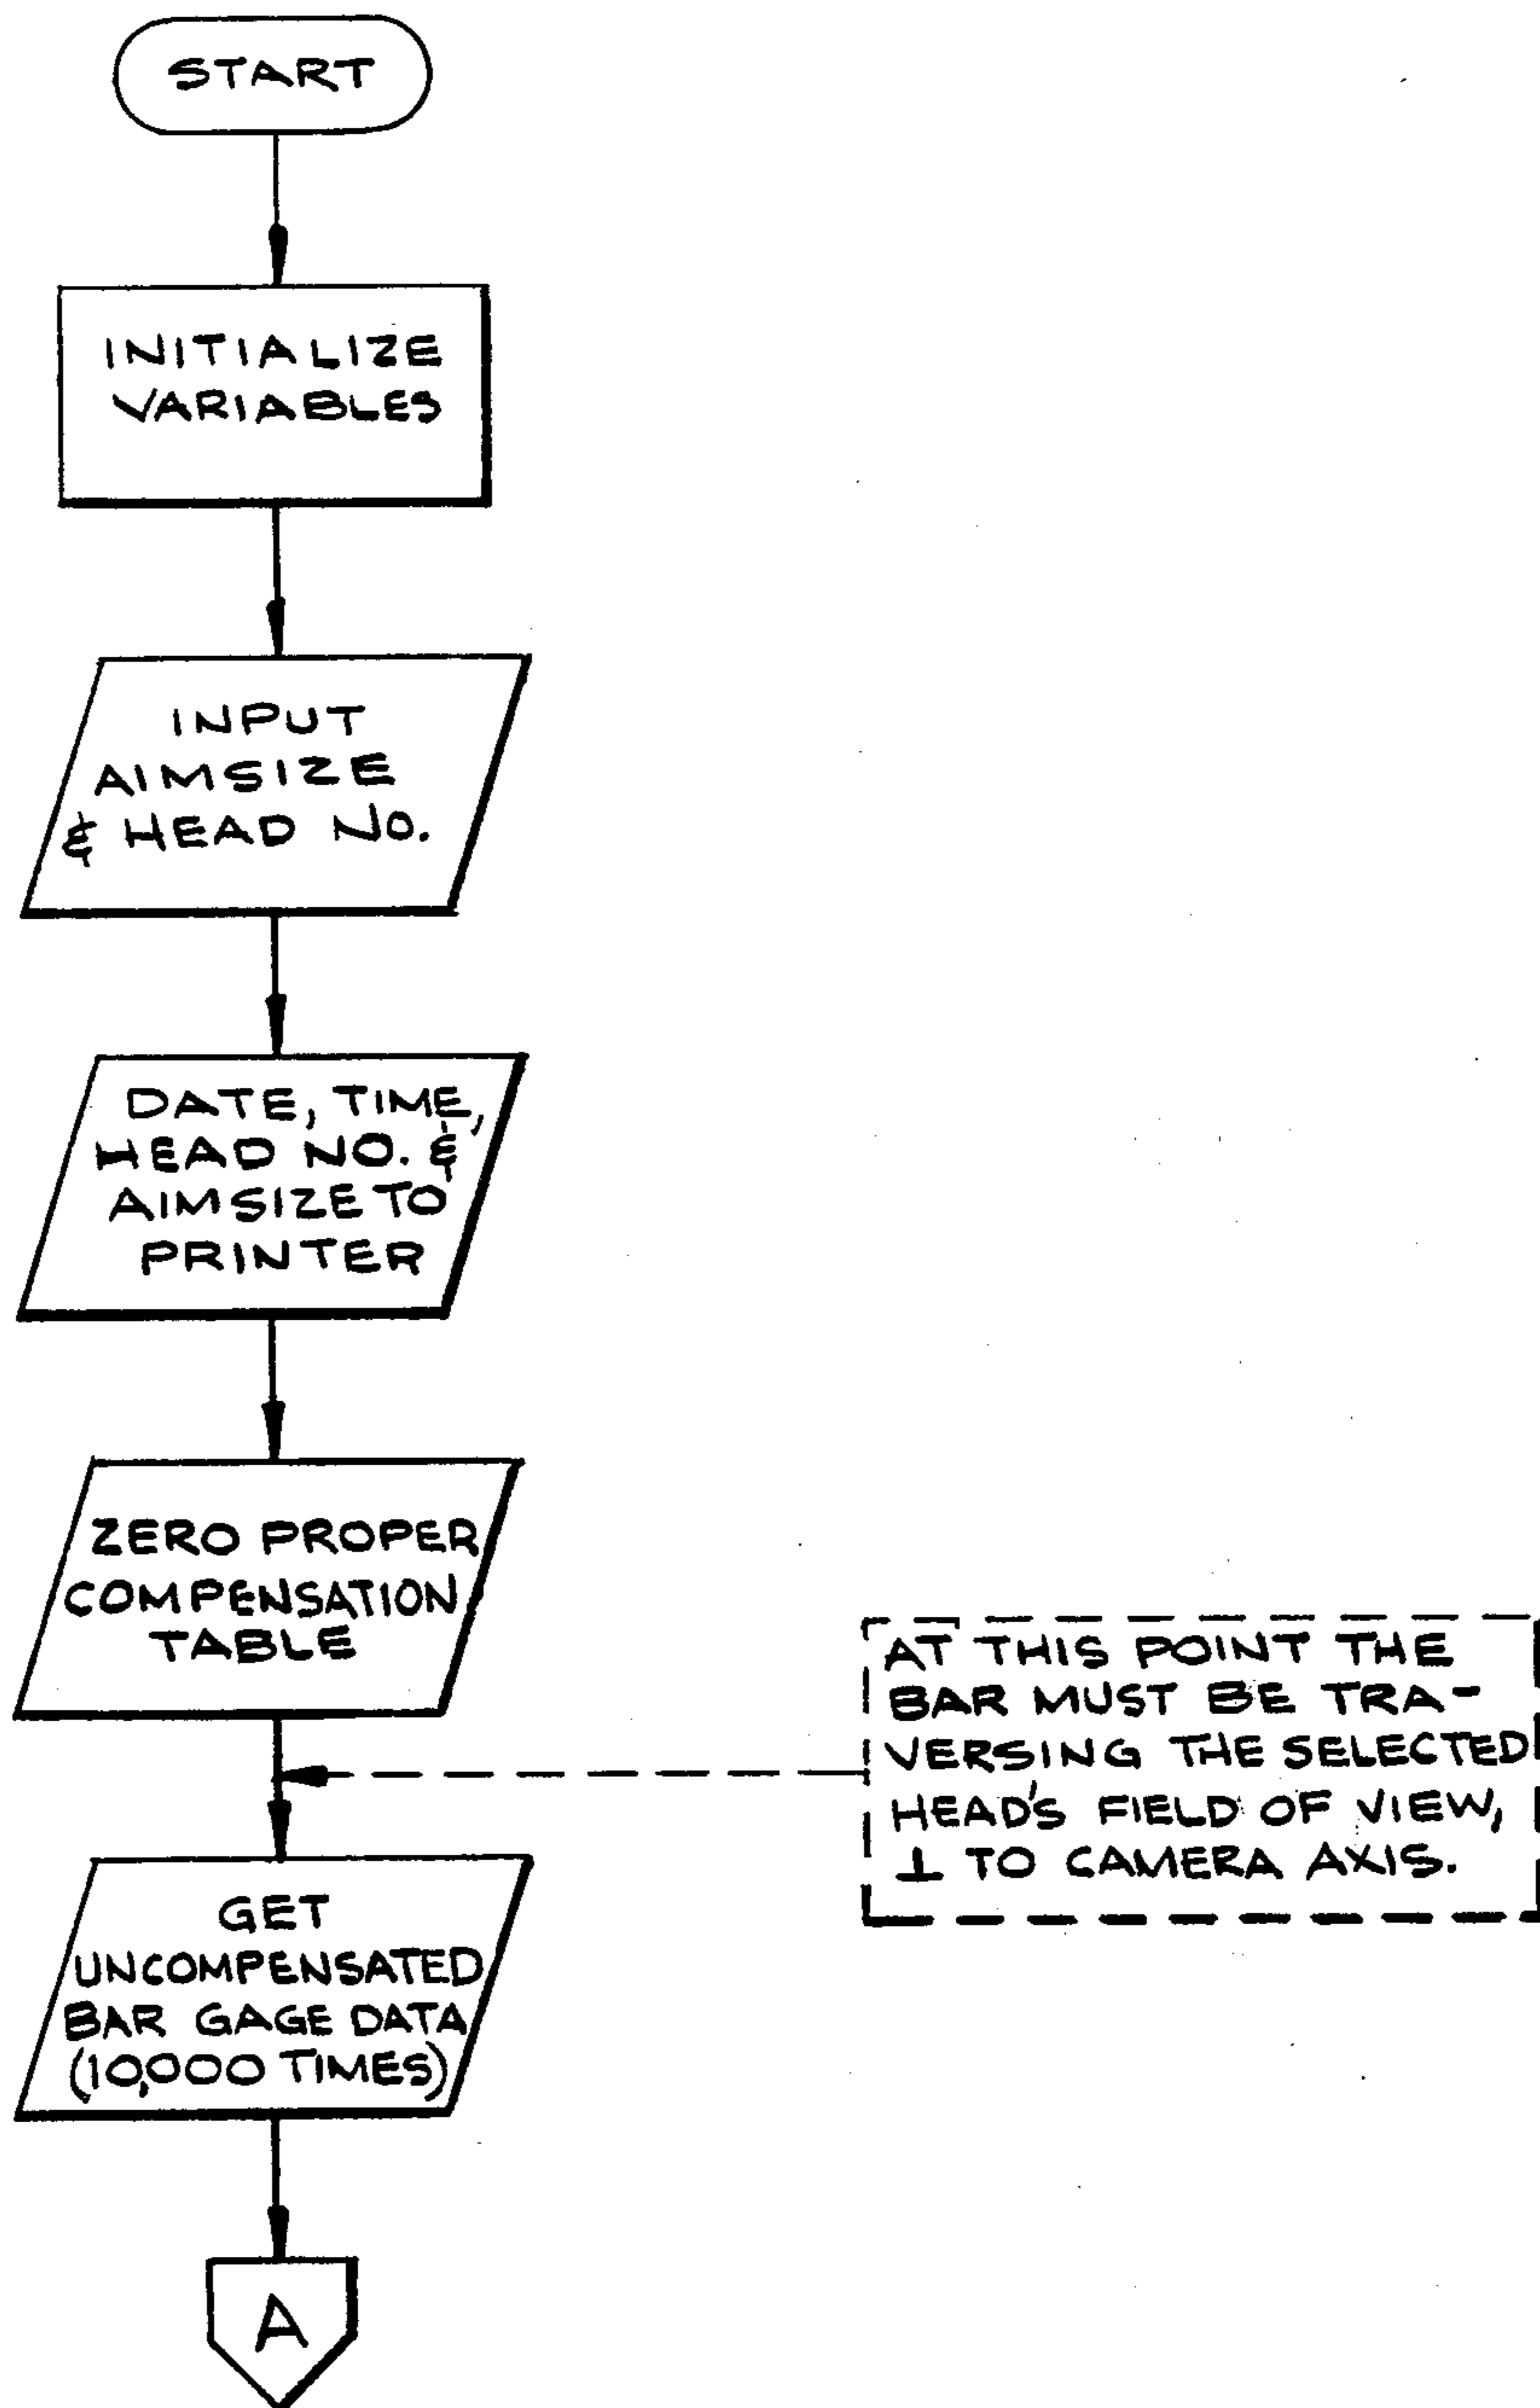 START
INITIALIZE
VARIABLES
INPUT
AIMSIZE
& HEAD NO.
DATE, TIME,
HEAD NO. &
AIMSIZE TO
PRINTER
ZERO PROPER
COMPENSATION
TABLE
AT THIS POINT THE
BAR MUST BE TRA-
VERSING THE SELECTED
HEAD'S FIELD OF VIEW,
⊥ TO CAMERA AXIS.
GET
UNCOMPENSATED
BAR GAGE DATA
(10,000 TIMES)
A